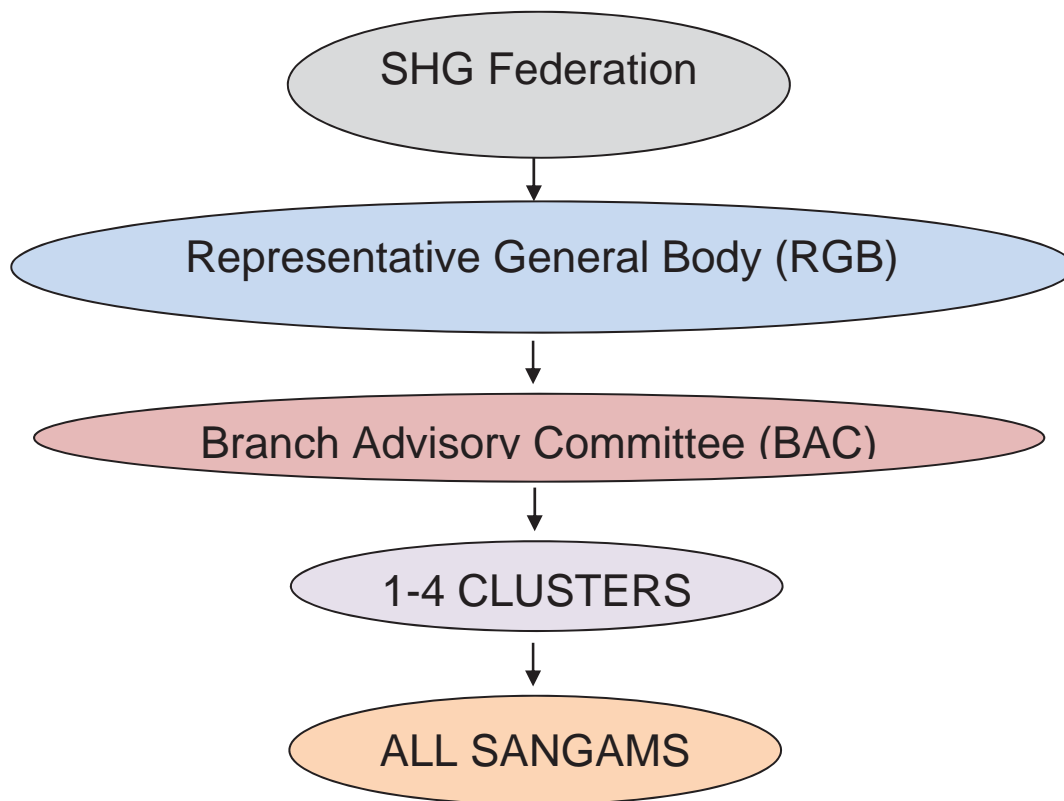 SHG Federation
Representative General Body (RGB)
Branch Advisory Committee (BAC)
1-4 CLUSTERS
ALL SANGAMS